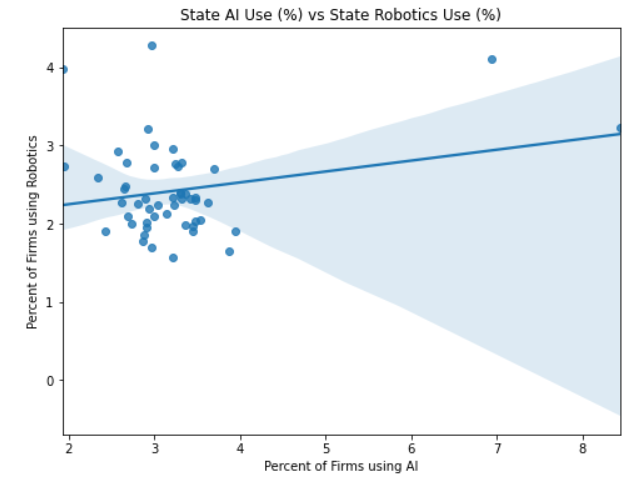 State AI Use (%) vs State Robotics Use (%)
Percent of Firms using Robotics
4
3
2
1
0
2 3 4 5 6 7 8
Percent of Firms using AI